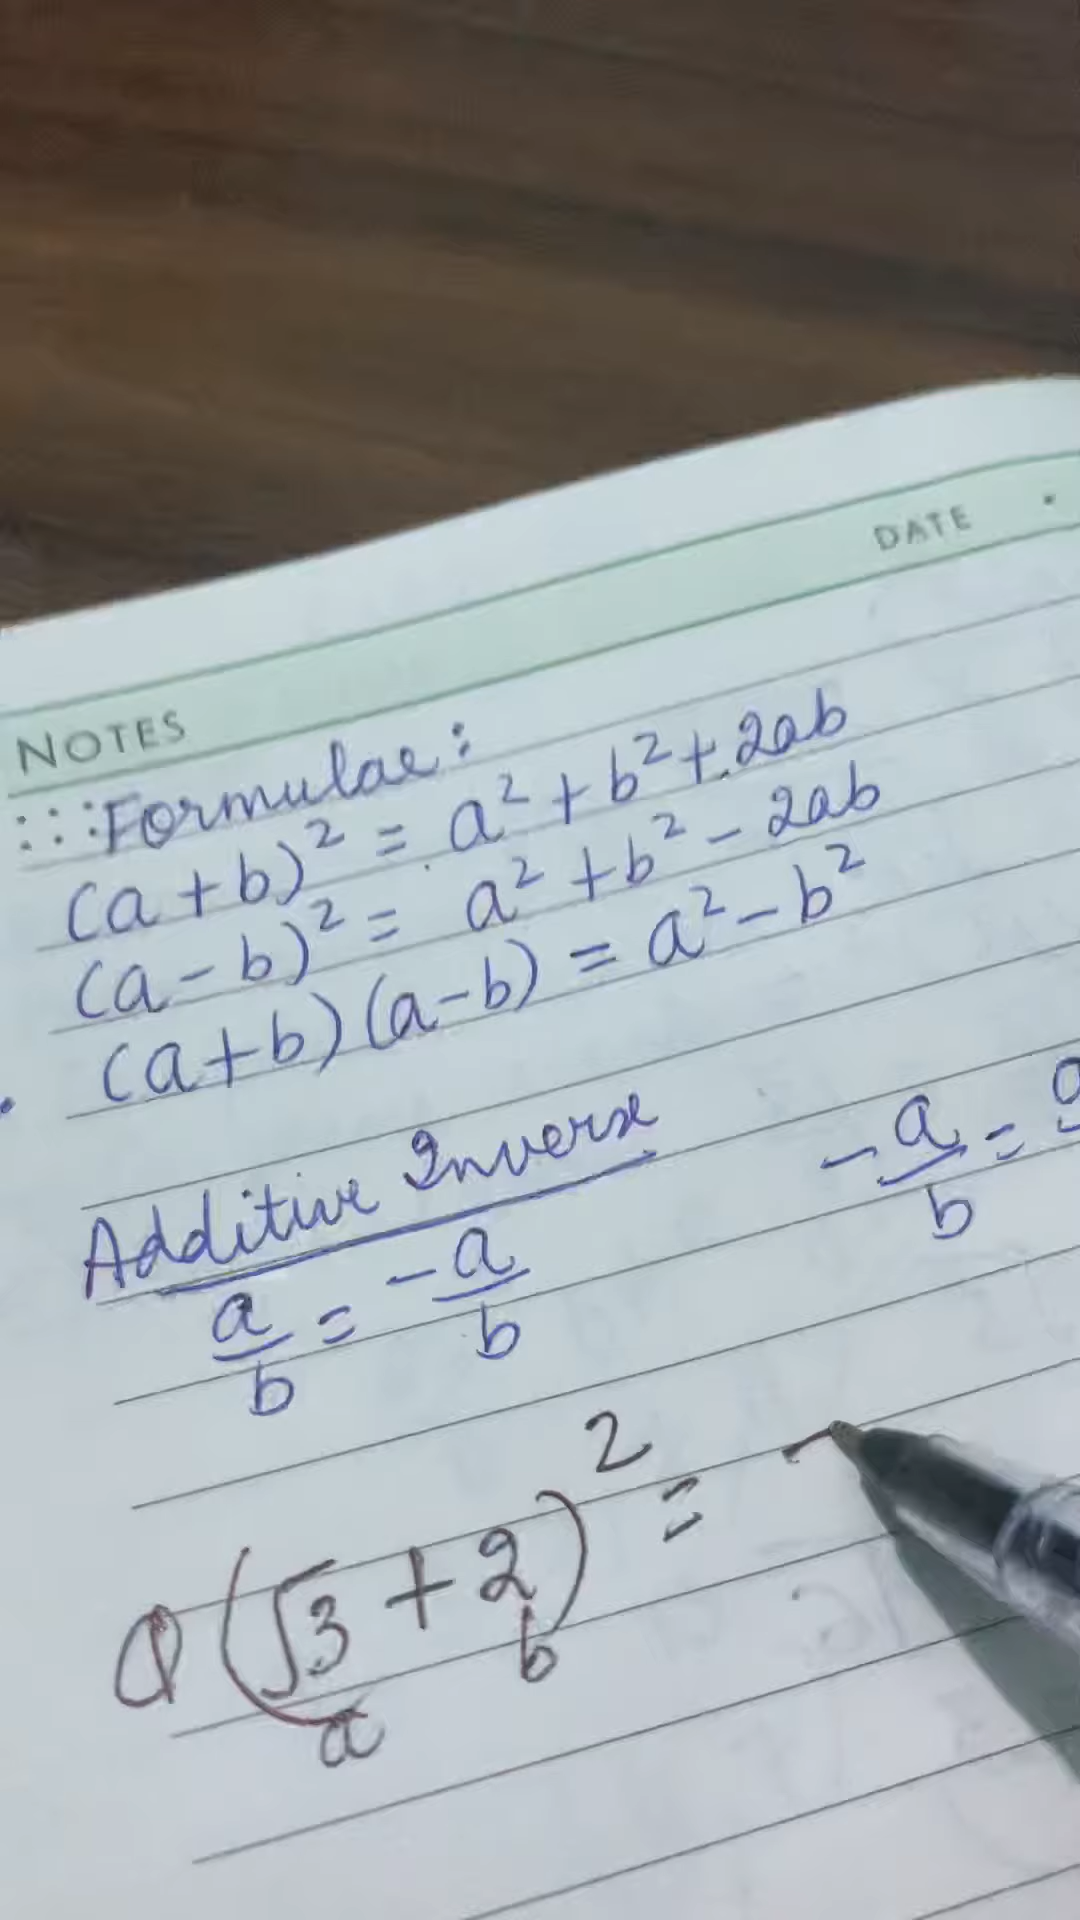 DATE
NOTES
Formulae:
(a+b)² = a² + b² + 2ab
(a-b)² = a² + b² - 2ab
(a+b)(a-b) = a² - b²
Additive Inverse
a/b = -a/b
-a/b =
Q (√3 + 2)² =
a b